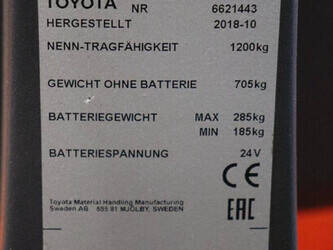 TOYOTA NR 6621443
HERGESTELLT 2018-10
NENN-TRAGFÄHIGKEIT 1200kg
GEWICHT OHNE BATTERIE 705kg
BATTERIEGEWICHT MAX 285kg
MIN 185kg
BATTERIESPANNUNG 24V
CE
Toyota Material Handling Manufacturing
Sweden AG 595 81 MJÖLBY, SWEDEN
EAC